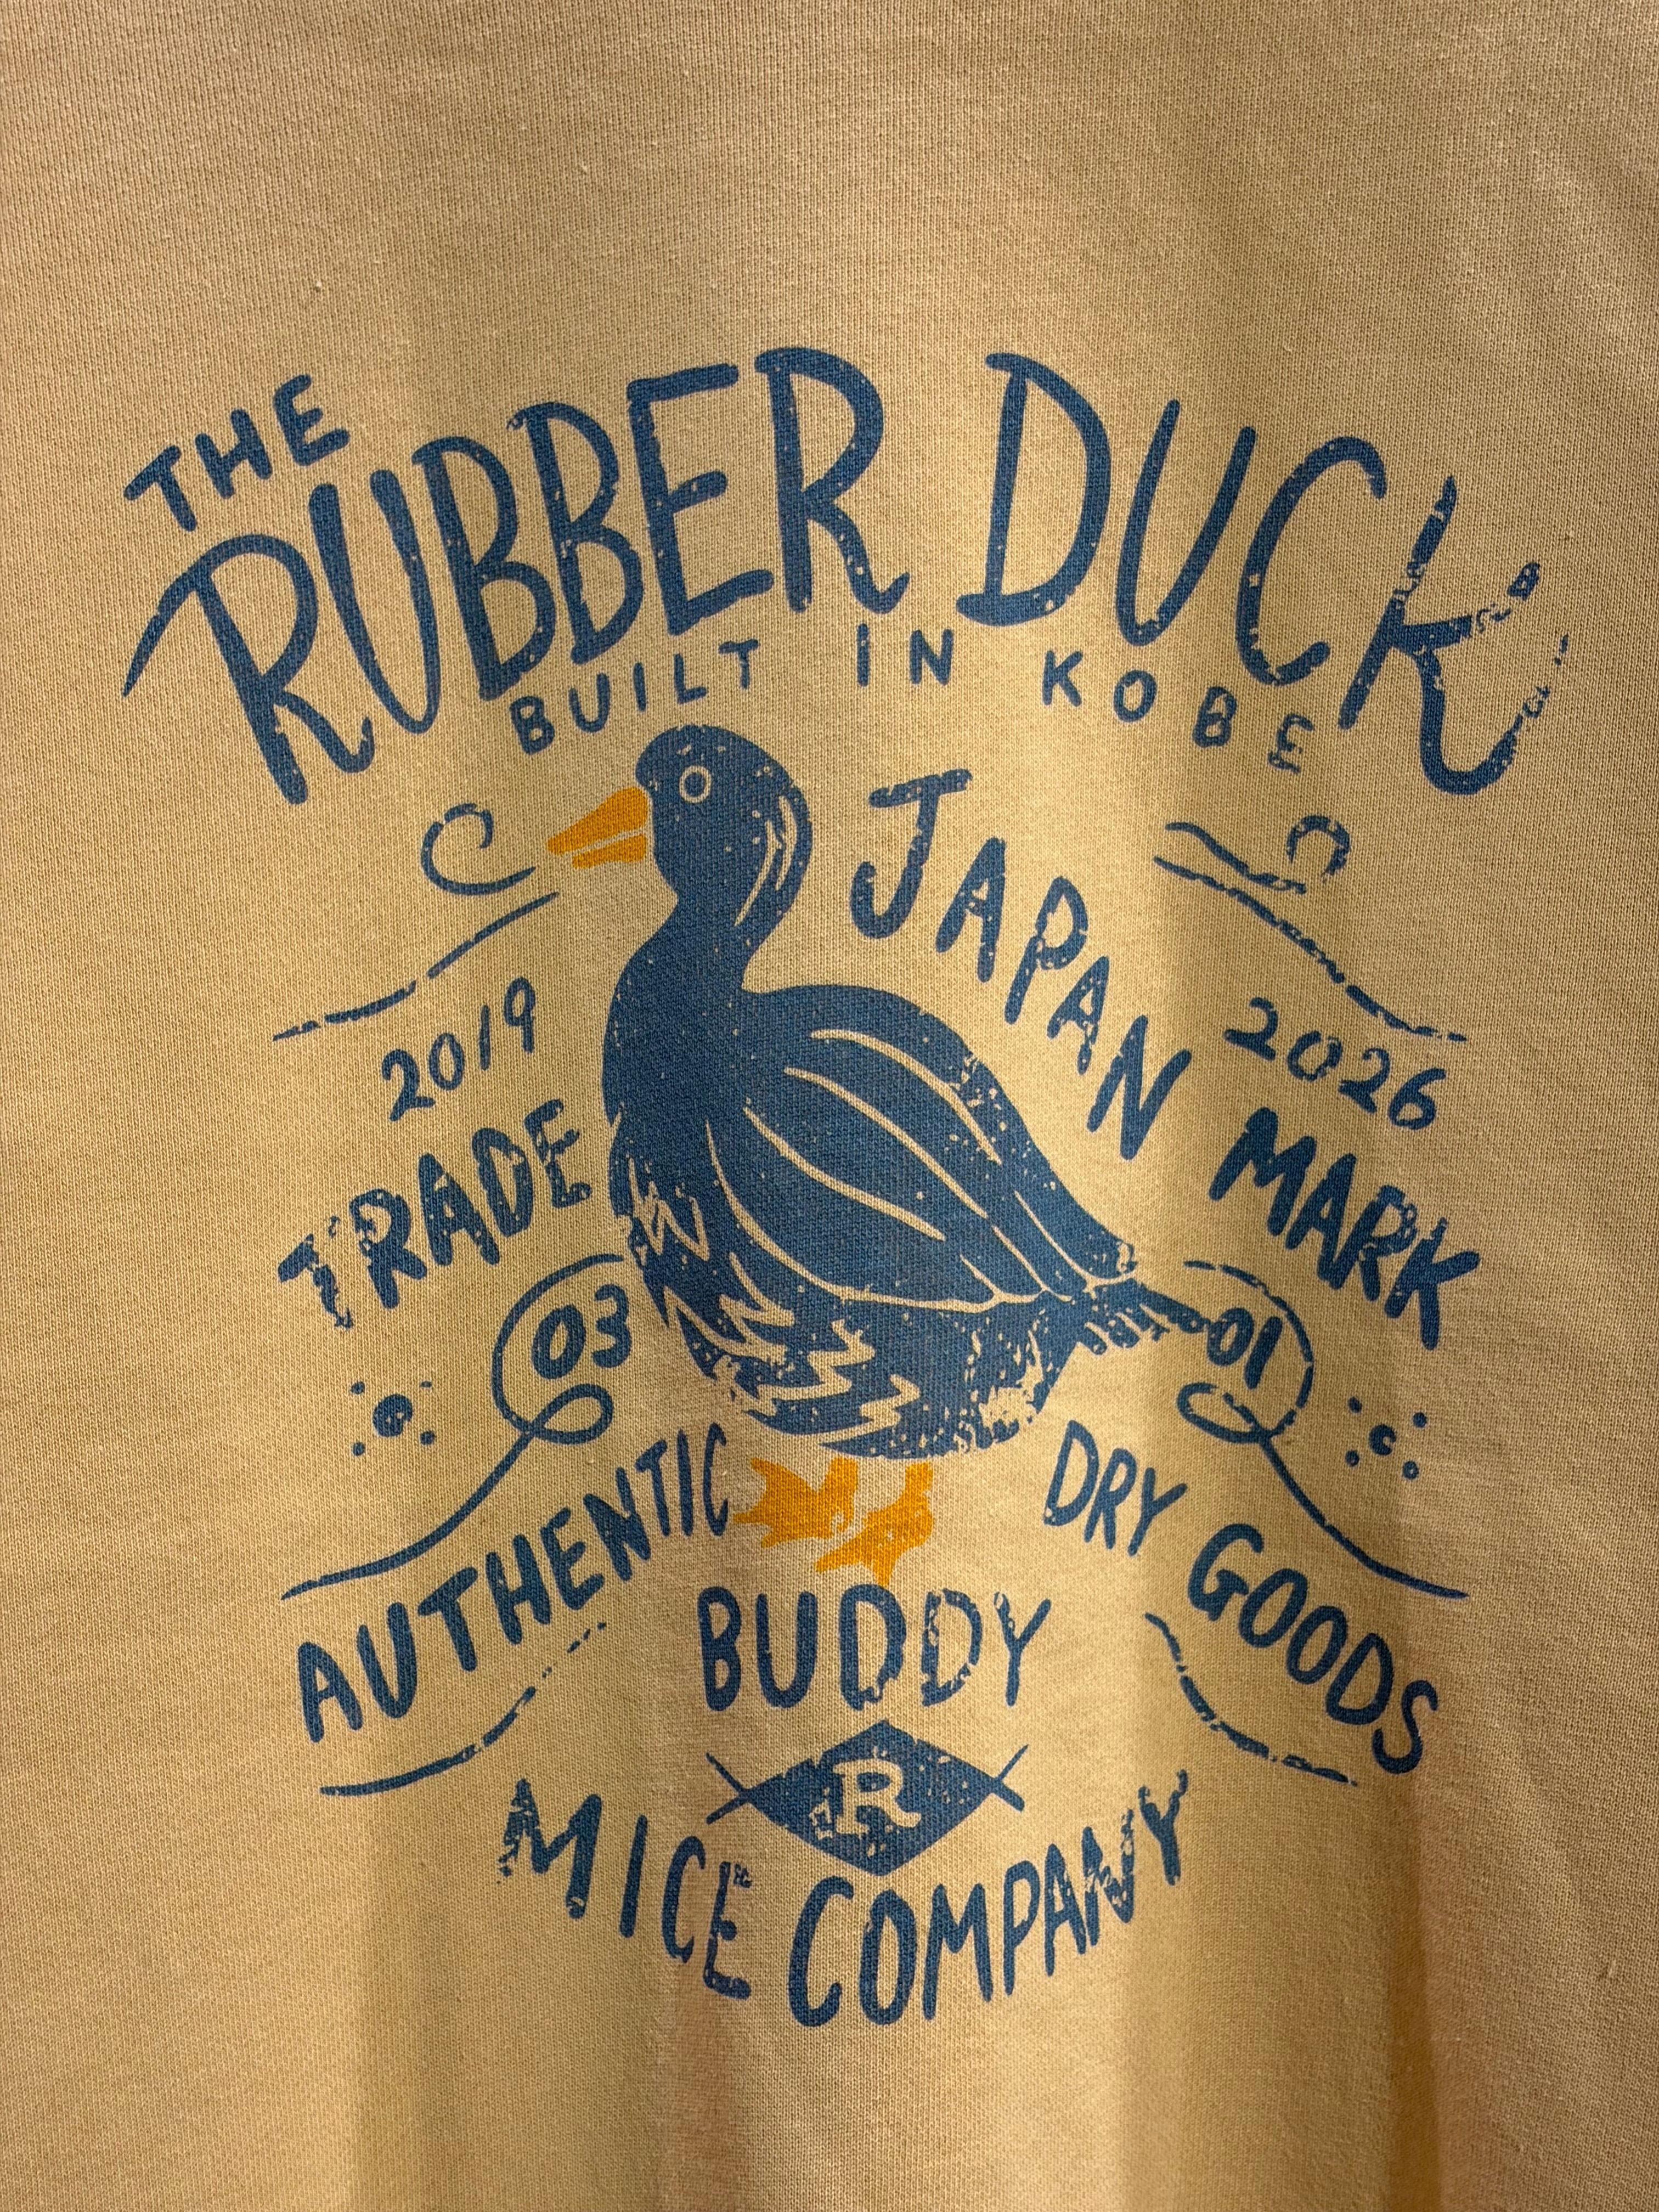 THE
RUBBER DUCK
BUILT IN KOBE
JAPAN
2019 2026
TRADE MARK
03 01
AUTHENTIC DRY GOODS
BUDDY
R
MICE COMPANY